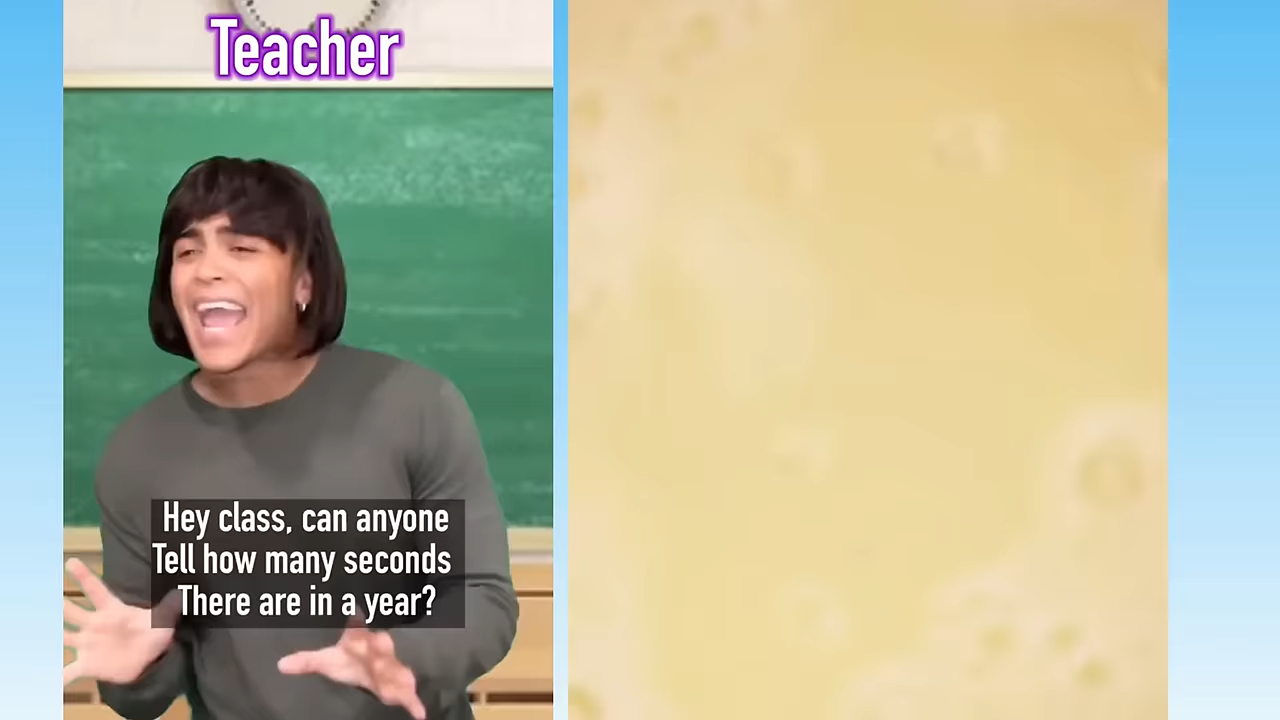 Teacher
Hey class, can anyone
Tell how many seconds
There are in a year?